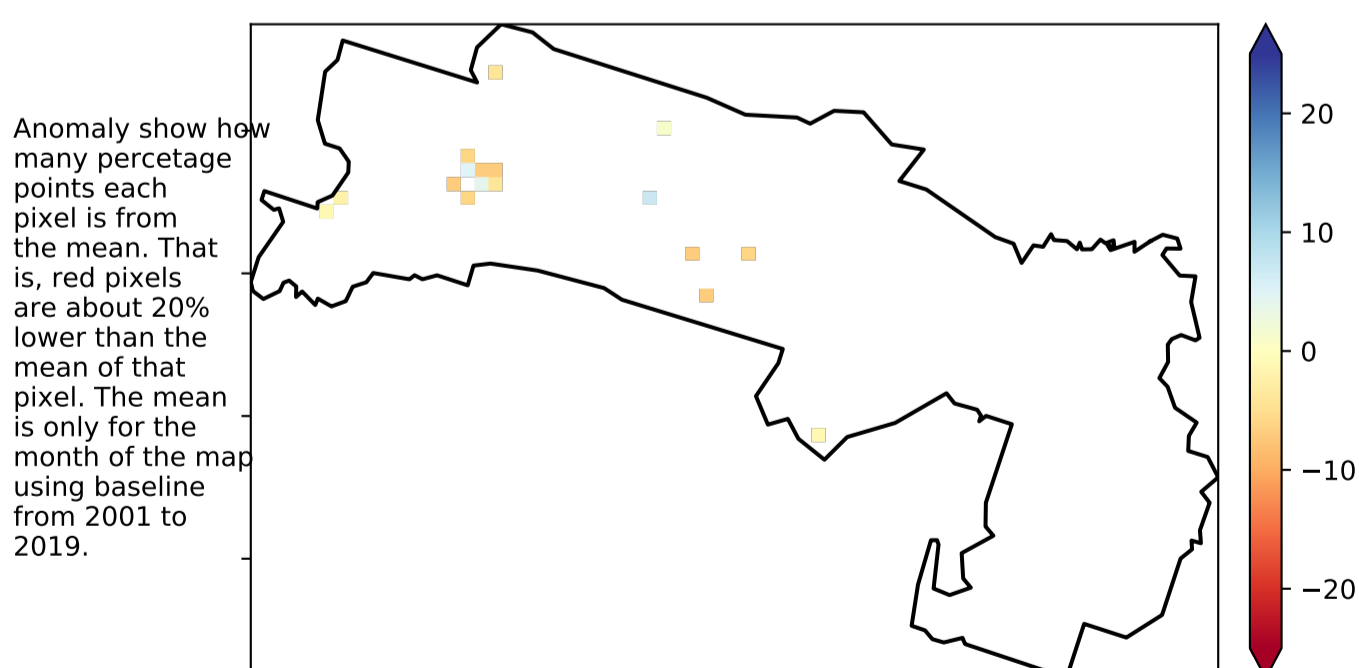 Anomaly show how
many percetage
points each
pixel is from
the mean. That
is, red pixels
are about 20%
lower than the
mean of that
pixel. The mean
is only for the
month of the map
using baseline
from 2001 to
2019.
20
10
0
−10
−20